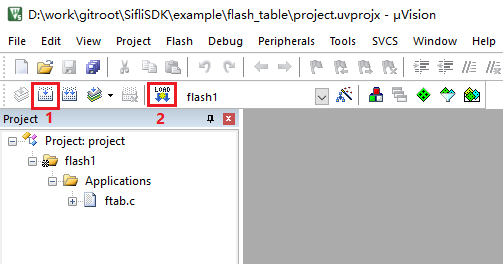 D:\work\gitroot\SifliSDK\example\flash_table\project.uvprojx - µVision
File Edit View Project Flash Debug Peripherals Tools SVCS Window Hel
LOAD flash1
Project 1 2
Project: project
flash1
Applications
ftab.c